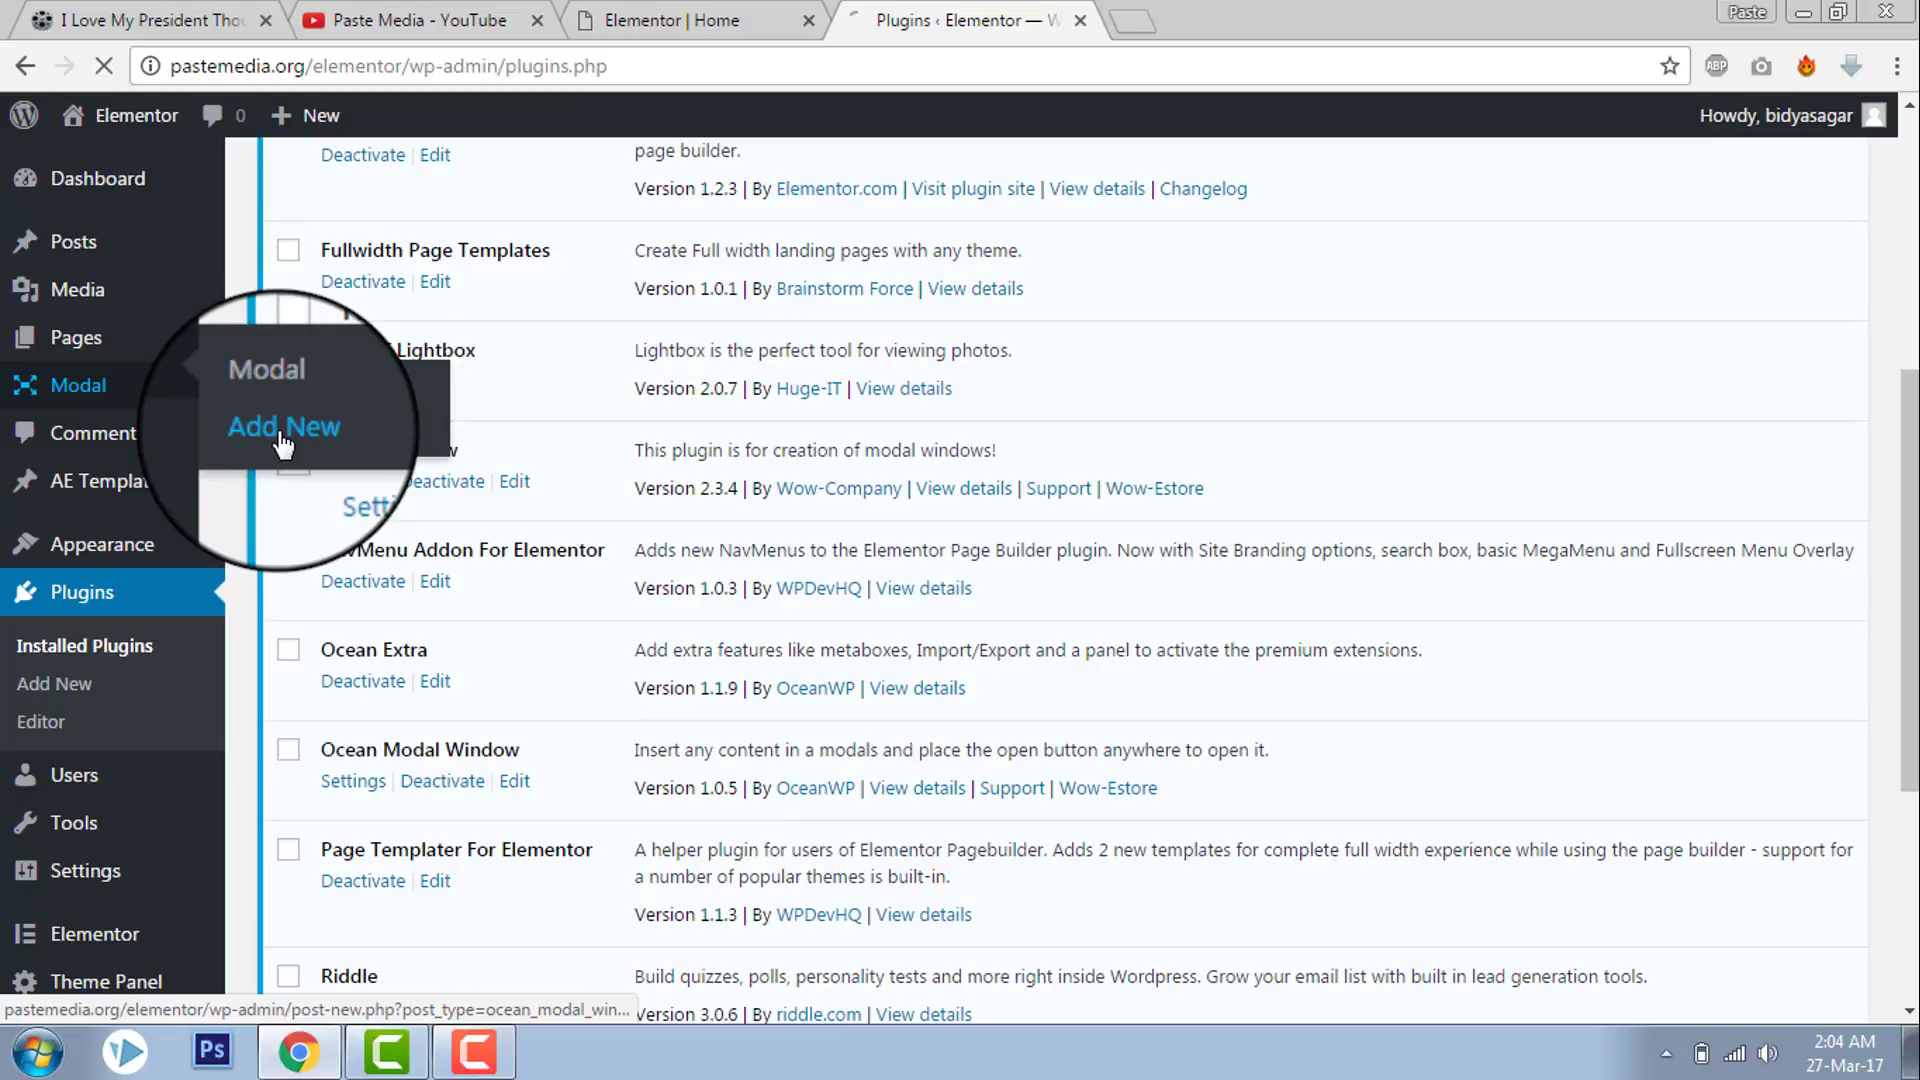 I Love My President Thou
Paste Media - YouTube
Elementor | Home
Plugins ‹ Elementor — W
Paste
pastemedia.org/elementor/wp-admin/plugins.php
ABP
Elementor
0
New
Howdy, bidyasagar
Dashboard
Posts
Media
Pages
Modal
Comment
AE Templat
Appearance
Plugins
Installed Plugins
Add New
Editor
Users
Tools
Settings
Elementor
Theme Panel
Modal
Add New
Setti
page builder.
Deactivate | Edit
Version 1.2.3 | By Elementor.com | Visit plugin site | View details | Changelog
Fullwidth Page Templates
Create Full width landing pages with any theme.
Deactivate | Edit
Version 1.0.1 | By Brainstorm Force | View details
Lightbox
Lightbox is the perfect tool for viewing photos.
Version 2.0.7 | By Huge-IT | View details
w
This plugin is for creation of modal windows!
Deactivate | Edit
Version 2.3.4 | By Wow-Company | View details | Support | Wow-Estore
vMenu Addon For Elementor
Adds new NavMenus to the Elementor Page Builder plugin. Now with Site Branding options, search box, basic MegaMenu and Fullscreen Menu Overlay
Deactivate | Edit
Version 1.0.3 | By WPDevHQ | View details
Ocean Extra
Add extra features like metaboxes, Import/Export and a panel to activate the premium extensions.
Deactivate | Edit
Version 1.1.9 | By OceanWP | View details
Ocean Modal Window
Insert any content in a modals and place the open button anywhere to open it.
Settings | Deactivate | Edit
Version 1.0.5 | By OceanWP | View details | Support | Wow-Estore
Page Templater For Elementor
A helper plugin for users of Elementor Pagebuilder. Adds 2 new templates for complete full width experience while using the page builder - support for
a number of popular themes is built-in.
Deactivate | Edit
Version 1.1.3 | By WPDevHQ | View details
Riddle
Build quizzes, polls, personality tests and more right inside Wordpress. Grow your email list with built in lead generation tools.
Version 3.0.6 | By riddle.com | View details
pastemedia.org/elementor/wp-admin/post-new.php?post_type=ocean_modal_win...
Ps
2:04 AM
27-Mar-17